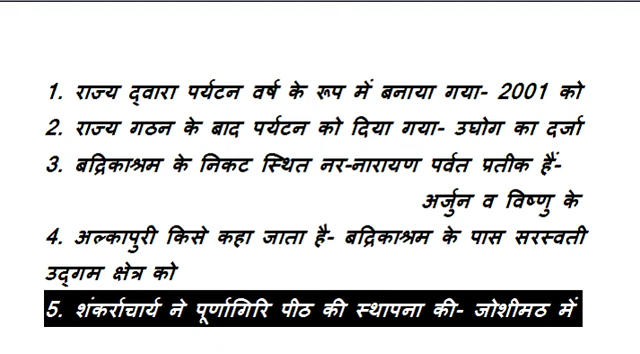 1. राज्य द्वारा पर्यटन वर्ष के रूप में बनाया गया- 2001 को
2. राज्य गठन के बाद पर्यटन को दिया गया- उघोग का दर्जा
3. बद्रिकाश्रम के निकट स्थित नर-नारायण पर्वत प्रतीक हैं-
अर्जुन व विष्णु के
4. अल्कापुरी किसे कहा जाता है- बद्रिकाश्रम के पास सरस्वती
उद्गम क्षेत्र को
5. शंकर्राचार्य ने पूर्णागिरि पीठ की स्थापना की- जोशीमठ में